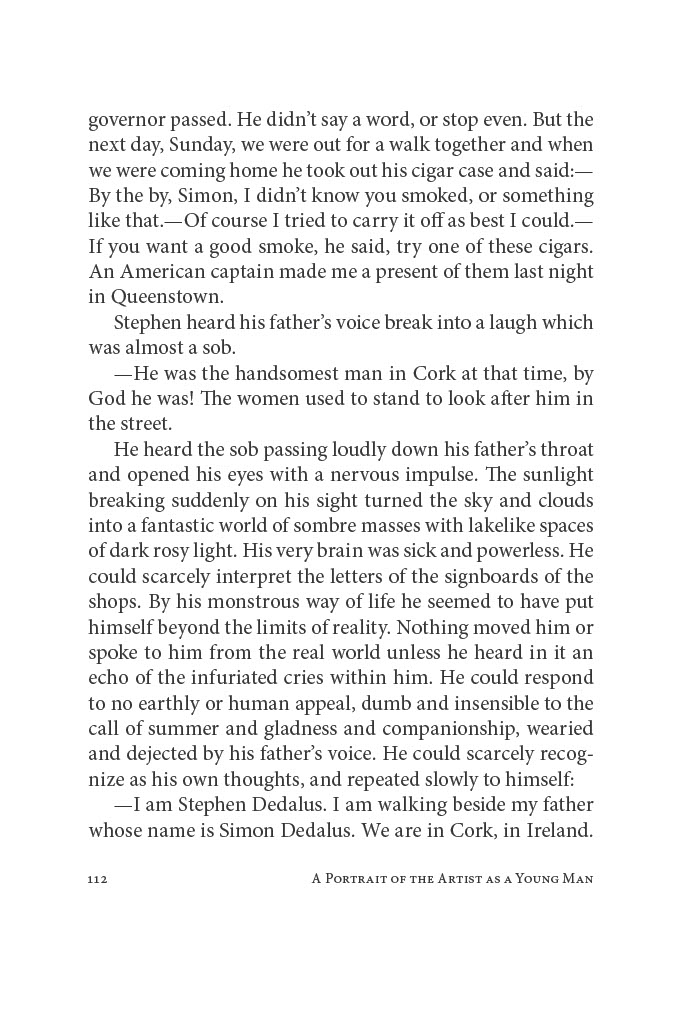 governor passed. He didn’t say a word, or stop even. But the
next day, Sunday, we were out for a walk together and when
we were coming home he took out his cigar case and said:—
By the by, Simon, I didn’t know you smoked, or something
like that.—Of course I tried to carry it off as best I could.—
If you want a good smoke, he said, try one of these cigars.
An American captain made me a present of them last night
in Queenstown.
Stephen heard his father’s voice break into a laugh which
was almost a sob.
—He was the handsomest man in Cork at that time, by
God he was! The women used to stand to look after him in
the street.
He heard the sob passing loudly down his father’s throat
and opened his eyes with a nervous impulse. The sunlight
breaking suddenly on his sight turned the sky and clouds
into a fantastic world of sombre masses with lakelike spaces
of dark rosy light. His very brain was sick and powerless. He
could scarcely interpret the letters of the signboards of the
shops. By his monstrous way of life he seemed to have put
himself beyond the limits of reality. Nothing moved him or
spoke to him from the real world unless he heard in it an
echo of the infuriated cries within him. He could respond
to no earthly or human appeal, dumb and insensible to the
call of summer and gladness and companionship, wearied
and dejected by his father’s voice. He could scarcely recog-
nize as his own thoughts, and repeated slowly to himself:
—I am Stephen Dedalus. I am walking beside my father
whose name is Simon Dedalus. We are in Cork, in Ireland.
112 A Portrait of the Artist as a Young Man